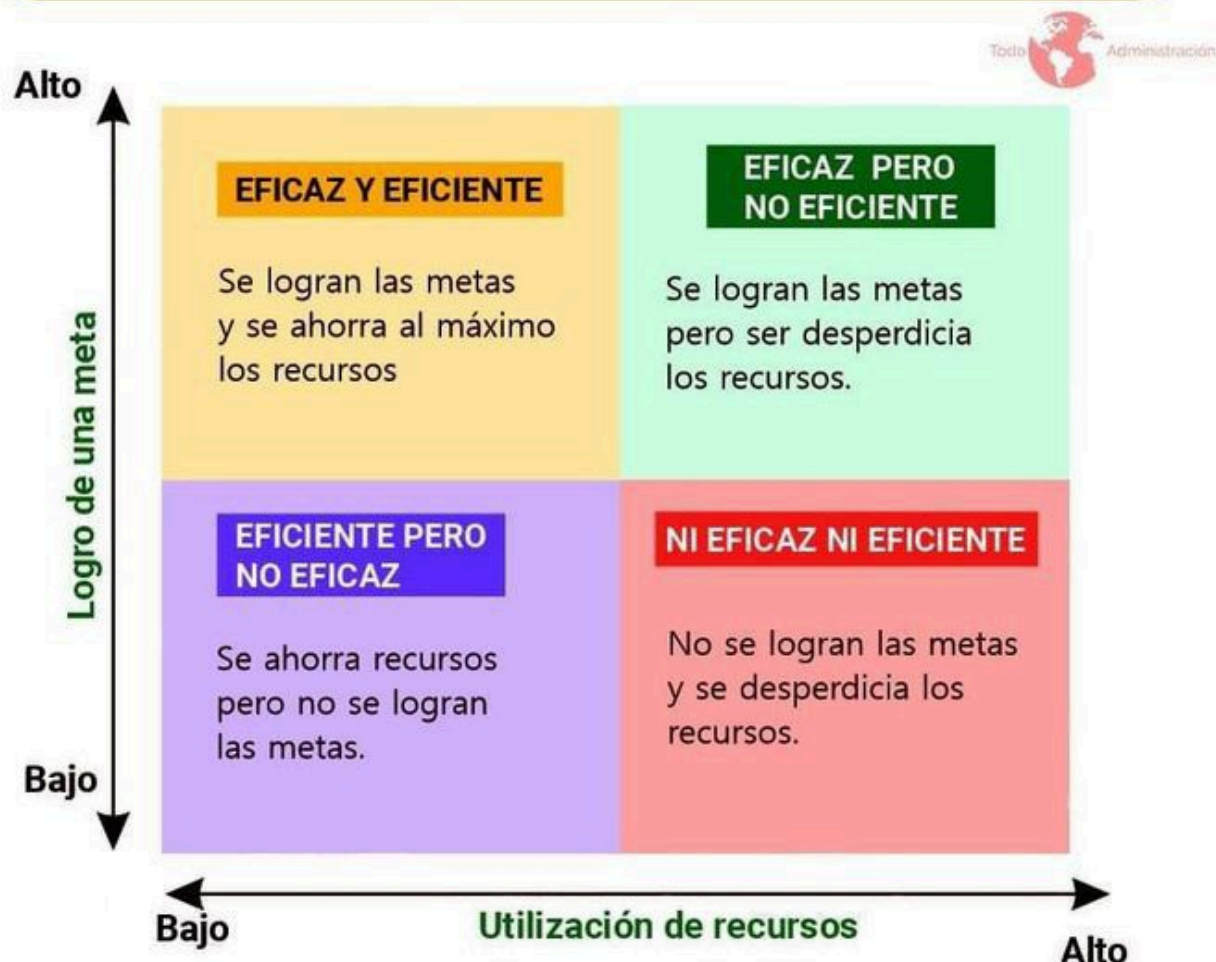 Todo Administración
Alto
EFICAZ Y EFICIENTE
Se logran las metas
y se ahorra al máximo
los recursos
EFICAZ PERO
NO EFICIENTE
Se logran las metas
pero ser desperdicia
los recursos.
Logro de una meta
EFICIENTE PERO
NO EFICAZ
Se ahorra recursos
pero no se logran
las metas.
NI EFICAZ NI EFICIENTE
No se logran las metas
y se desperdicia los
recursos.
Bajo
Bajo
Utilización de recursos
Alto